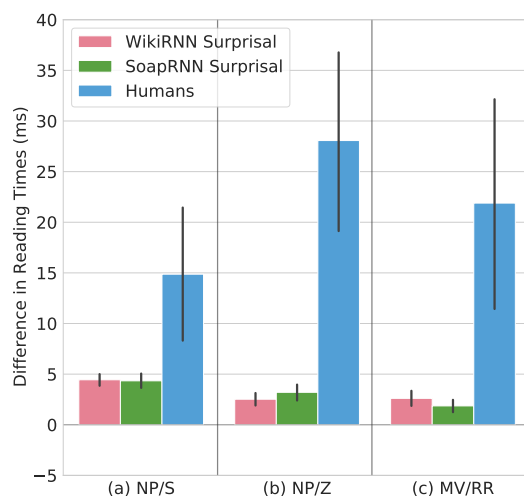 Difference in Reading Times (ms)
40
35
30
25
20
15
10
5
0
−5
WikiRNN Surprisal
SoapRNN Surprisal
Humans
(a) NP/S
(b) NP/Z
(c) MV/RR